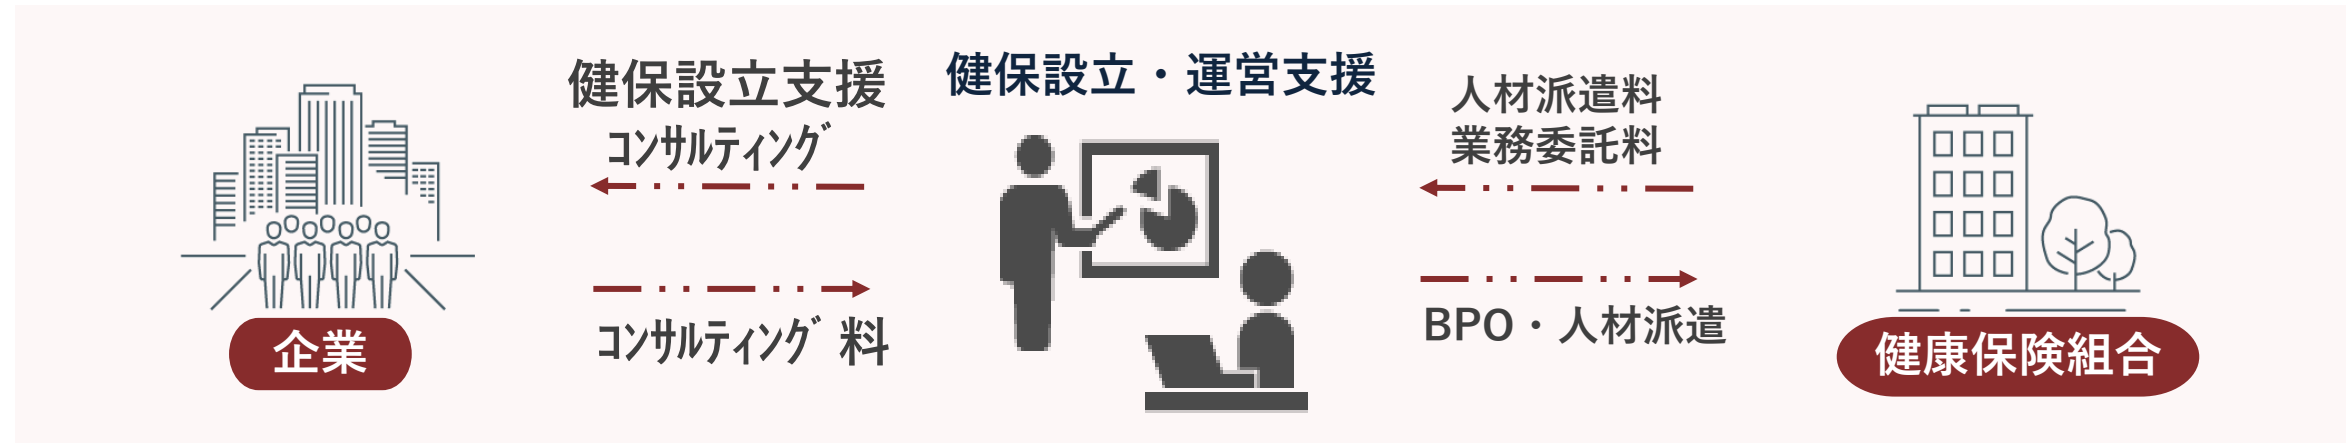 健保設立支援
ｺﾝｻﾙﾃｨﾝｸﾞ
ｺﾝｻﾙﾃｨﾝｸﾞ料
企業
健保設立・運営支援
人材派遣料
業務委託料
BPO・人材派遣
健康保険組合